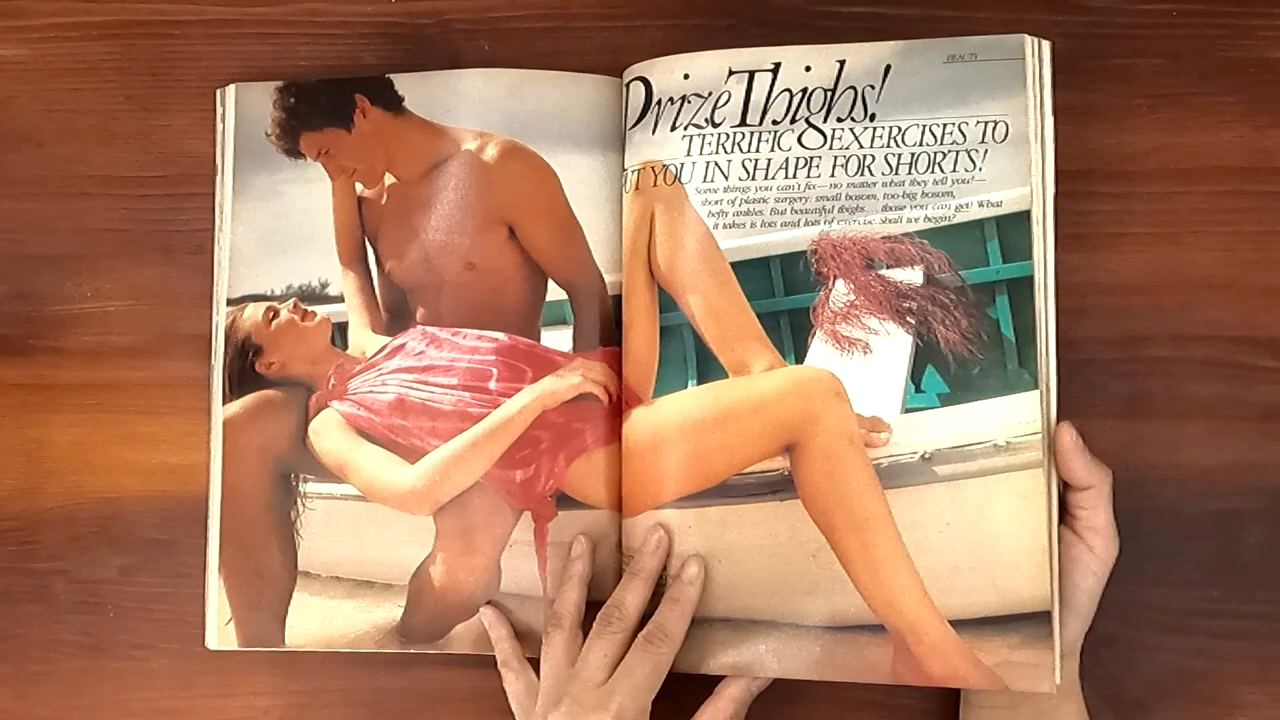 BEAUTY
Prize Thighs!
TERRIFIC EXERCISES TO
PUT YOU IN SHAPE FOR SHORTS!
Some things you can't fix—no matter what they tell you!—
short of plastic surgery: small bosom, too-big bosom,
hefty ankles. But beautiful thighs... those you can get! What
it takes is lots and lots of exercise. Shall we begin?